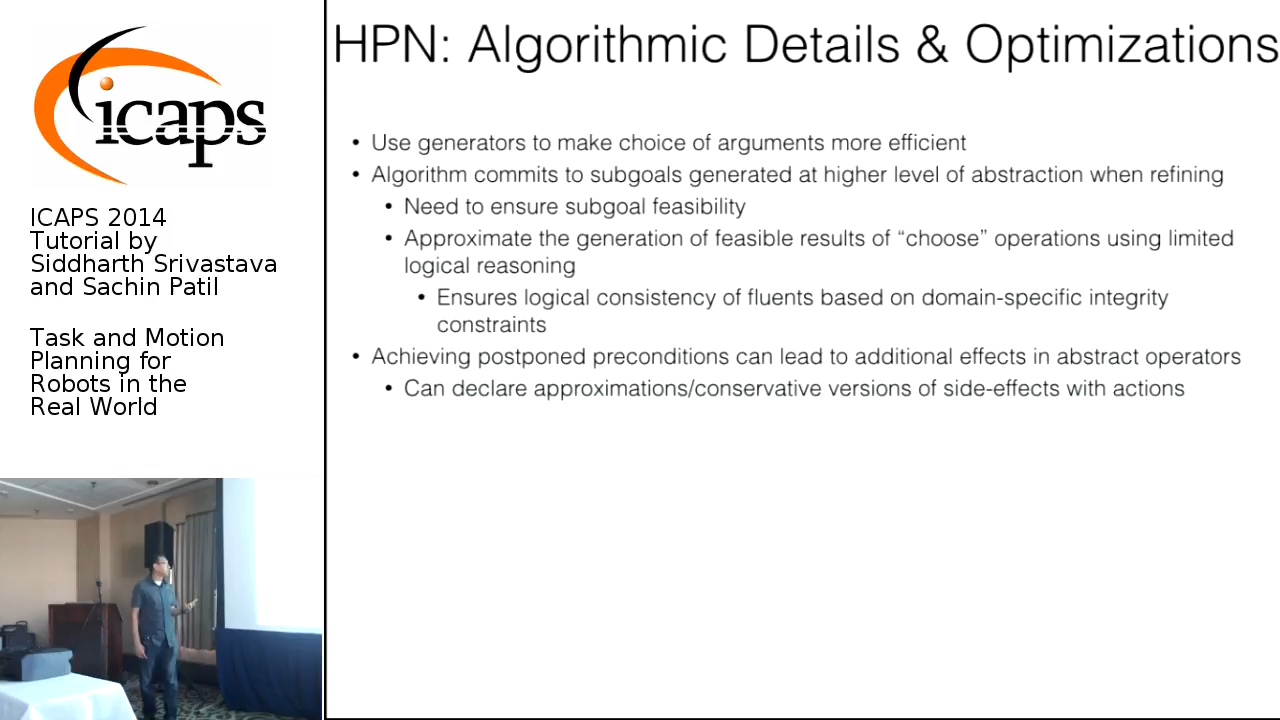 icaps
ICAPS 2014
Tutorial by
Siddharth Srivastava
and Sachin Patil
Task and Motion
Planning for
Robots in the
Real World
HPN: Algorithmic Details & Optimizations
• Use generators to make choice of arguments more efficient
• Algorithm commits to subgoals generated at higher level of abstraction when refining
• Need to ensure subgoal feasibility
• Approximate the generation of feasible results of “choose” operations using limited
logical reasoning
• Ensures logical consistency of fluents based on domain-specific integrity
constraints
• Achieving postponed preconditions can lead to additional effects in abstract operators
• Can declare approximations/conservative versions of side-effects with actions